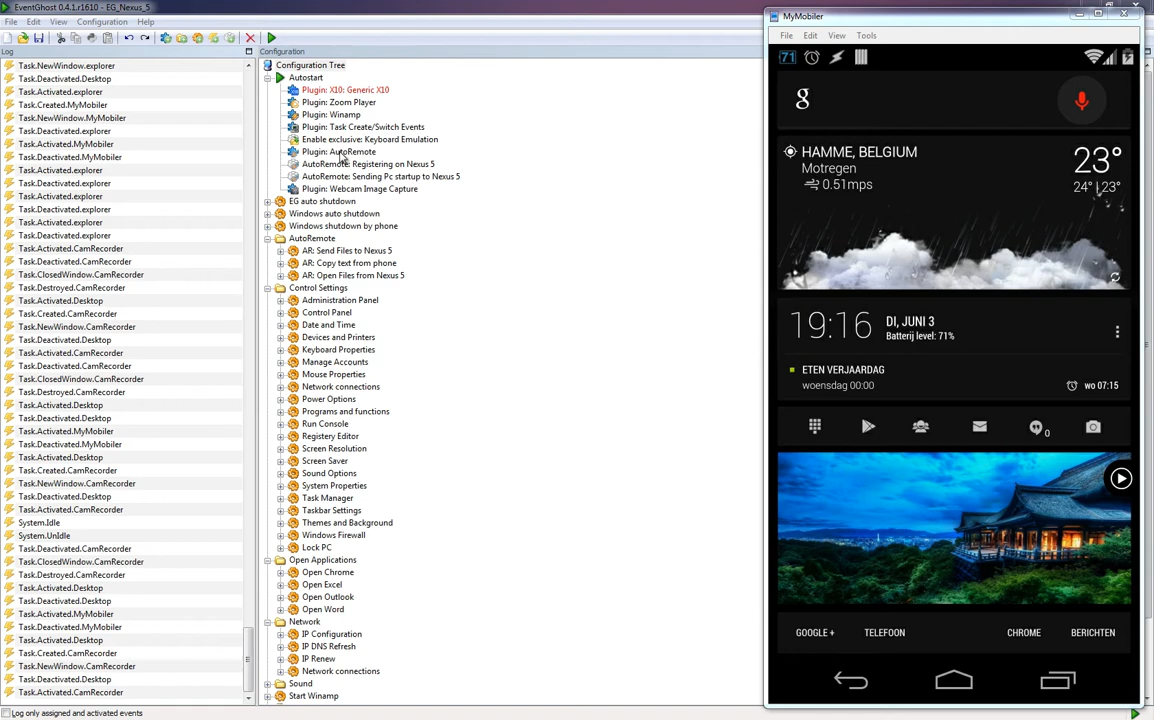 EventGhost 0.4.1.r1610 - EG_Nexus_5
File Edit View Configuration Help
Log
Task.NewWindow.explorer
Task.Deactivated.Desktop
Task.Activated.explorer
Task.Created.MyMobiler
Task.NewWindow.MyMobiler
Task.Deactivated.explorer
Task.Activated.MyMobiler
Task.Deactivated.MyMobiler
Task.Activated.explorer
Task.Deactivated.explorer
Task.Activated.explorer
Task.Deactivated.explorer
Task.Activated.explorer
Task.Deactivated.explorer
Task.Activated.CamRecorder
Task.Deactivated.CamRecorder
Task.ClosedWindow.CamRecorder
Task.Destroyed.CamRecorder
Task.Activated.Desktop
Task.Created.CamRecorder
Task.NewWindow.CamRecorder
Task.Deactivated.Desktop
Task.Activated.CamRecorder
Task.Deactivated.CamRecorder
Task.ClosedWindow.CamRecorder
Task.Destroyed.CamRecorder
Task.Activated.Desktop
Task.Deactivated.Desktop
Task.Activated.MyMobiler
Task.Deactivated.MyMobiler
Task.Activated.Desktop
Task.Created.CamRecorder
Task.NewWindow.CamRecorder
Task.Deactivated.Desktop
Task.Activated.CamRecorder
System.Idle
System.UnIdle
Task.Deactivated.CamRecorder
Task.ClosedWindow.CamRecorder
Task.Destroyed.CamRecorder
Task.Activated.Desktop
Task.Deactivated.Desktop
Task.Activated.MyMobiler
Task.Deactivated.MyMobiler
Task.Activated.Desktop
Task.Created.CamRecorder
Task.NewWindow.CamRecorder
Task.Deactivated.Desktop
Task.Activated.CamRecorder
Log only assigned and activated events
Configuration
Configuration Tree
Autostart
Plugin: X10: Generic X10
Plugin: Zoom Player
Plugin: Winamp
Plugin: Task Create/Switch Events
Enable exclusive: Keyboard Emulation
Plugin: AutoRemote
AutoRemote: Registering on Nexus 5
AutoRemote: Sending Pc startup to Nexus 5
Plugin: Webcam Image Capture
EG auto shutdown
Windows auto shutdown
Windows shutdown by phone
AutoRemote
AR: Send Files to Nexus 5
AR: Copy text from phone
AR: Open Files from Nexus 5
Control Settings
Administration Panel
Control Panel
Date and Time
Devices and Printers
Keyboard Properties
Manage Accounts
Mouse Properties
Network connections
Power Options
Programs and functions
Run Console
Registery Editor
Screen Resolution
Screen Saver
Sound Options
System Properties
Task Manager
Taskbar Settings
Themes and Background
Windows Firewall
Lock PC
Open Applications
Open Chrome
Open Excel
Open Outlook
Open Word
Network
IP Configuration
IP DNS Refresh
IP Renew
Network connections
Sound
Start Winamp
MyMobiler
File Edit View Tools
71
g
HAMME, BELGIUM
Motregen
0.51mps
23°
24° 23°
19:16
DI, JUNI 3
Batterij level: 71%
ETEN VERJAARDAG
woensdag 00:00
wo 07:15
0
GOOGLE + TELEFOON CHROME BERICHTEN